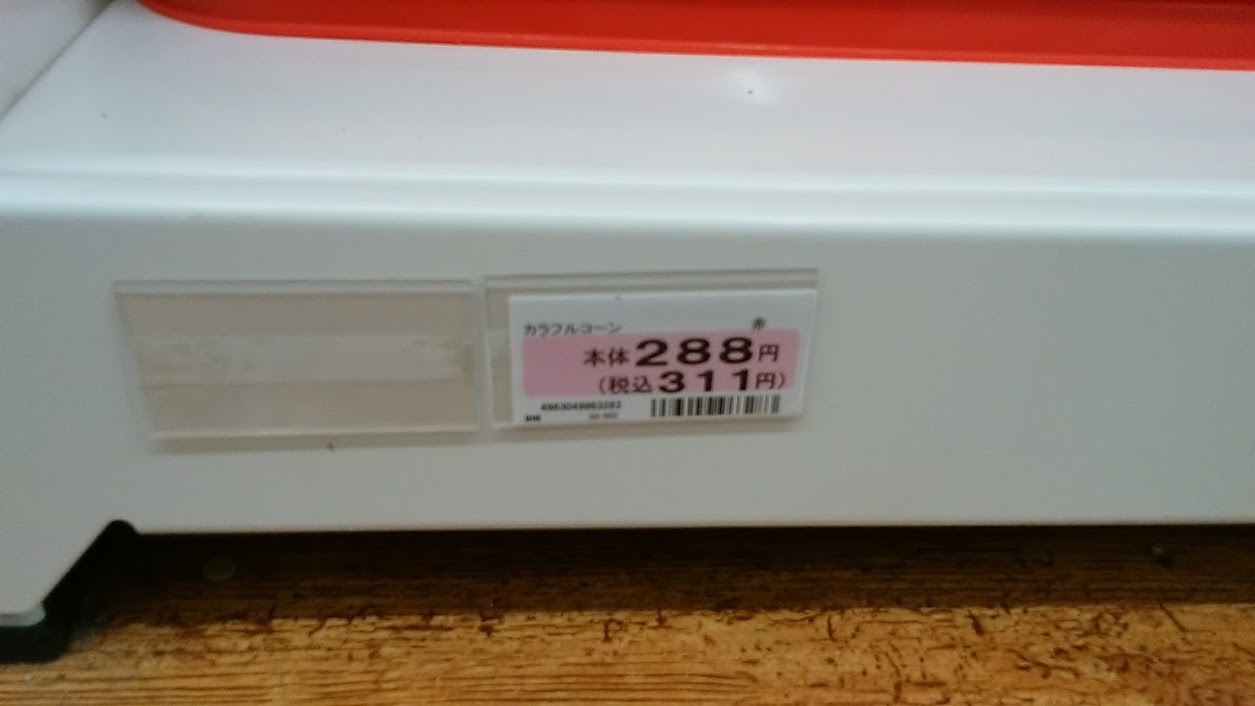 カラフルコーン 赤
本体288円
(税込311円)